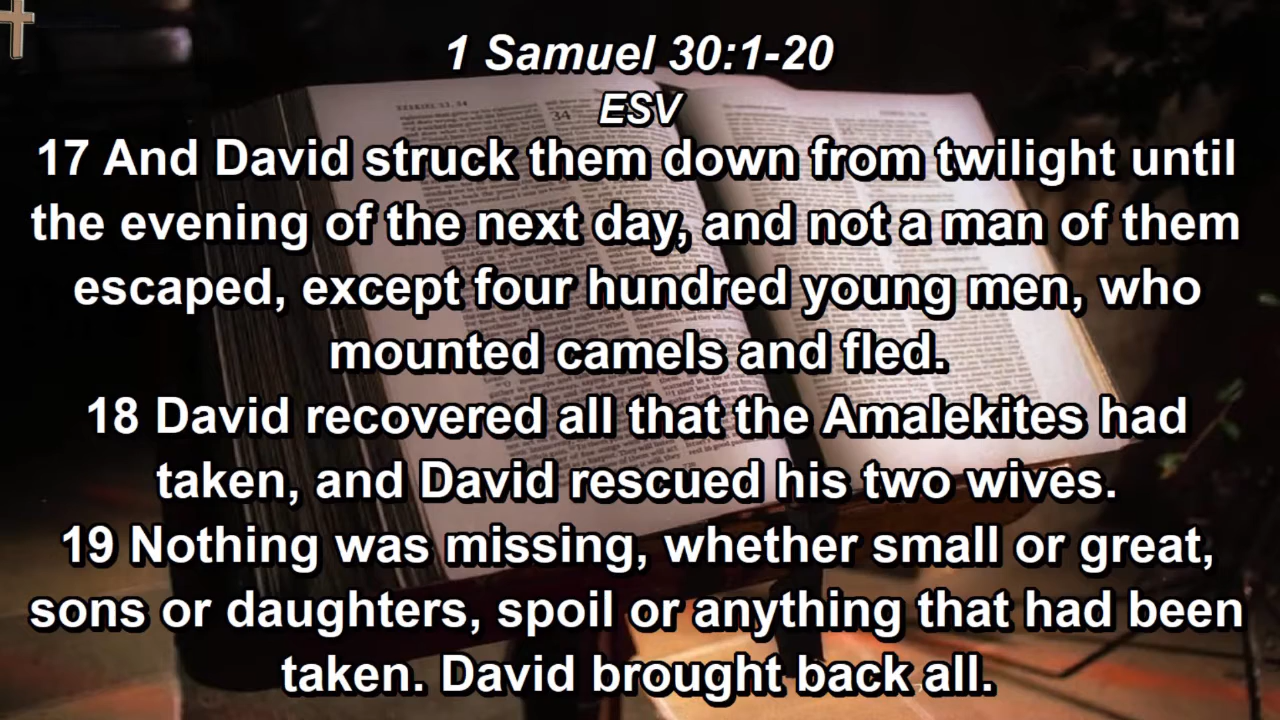 1 Samuel 30:1-20
ESV
17 And David struck them down from twilight until
the evening of the next day, and not a man of them
escaped, except four hundred young men, who
mounted camels and fled.
18 David recovered all that the Amalekites had
taken, and David rescued his two wives.
19 Nothing was missing, whether small or great,
sons or daughters, spoil or anything that had been
taken. David brought back all.